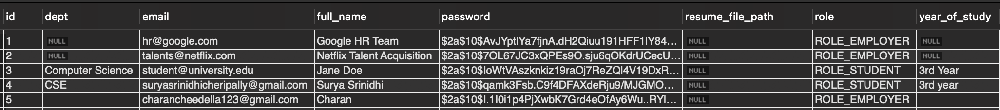 id dept email full_name password resume_file_path role year_of_study
1 NULL hr@google.com Google HR Team $2a$10$AvJYptlYa7fjnA.dH2Qiuu191HFF1lY84... NULL ROLE_EMPLOYER NULL
2 NULL talents@netflix.com Netflix Talent Acquisition $2a$10$7OL67JC3xQPEs9O.sju6qOKdrUCecU... NULL ROLE_EMPLOYER NULL
3 Computer Science student@university.edu Jane Doe $2a$10$IoWtVAszknkiz19raOj7ReZQl4V19DxR... NULL ROLE_STUDENT 3rd Year
4 CSE suryasrinidhicheripally@gmail.com Surya Srinidhi $2a$10$qamk3Fsb.C9f4DFAXdeRju9/MJGMO... NULL ROLE_STUDENT 3rd year
5 charancheedella123@gmail.com Charan $2a$10$I.1I0i1p4PjXwbK7Grd4eOfAy6Wu..RYl... NULL ROLE_EMPLOYER